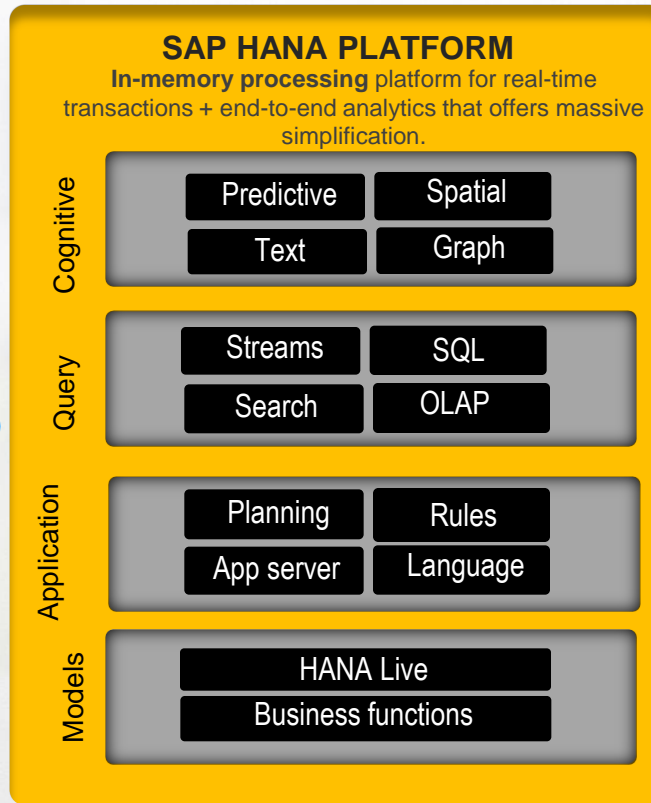 SAP HANA PLATFORM
In-memory processing platform for real-time
transactions + end-to-end analytics that offers massive
simplification.
Cognitive
Predictive Spatial
Text Graph
Query
Streams SQL
Search OLAP
Application
Planning Rules
App server Language
Models
HANA Live
Business functions